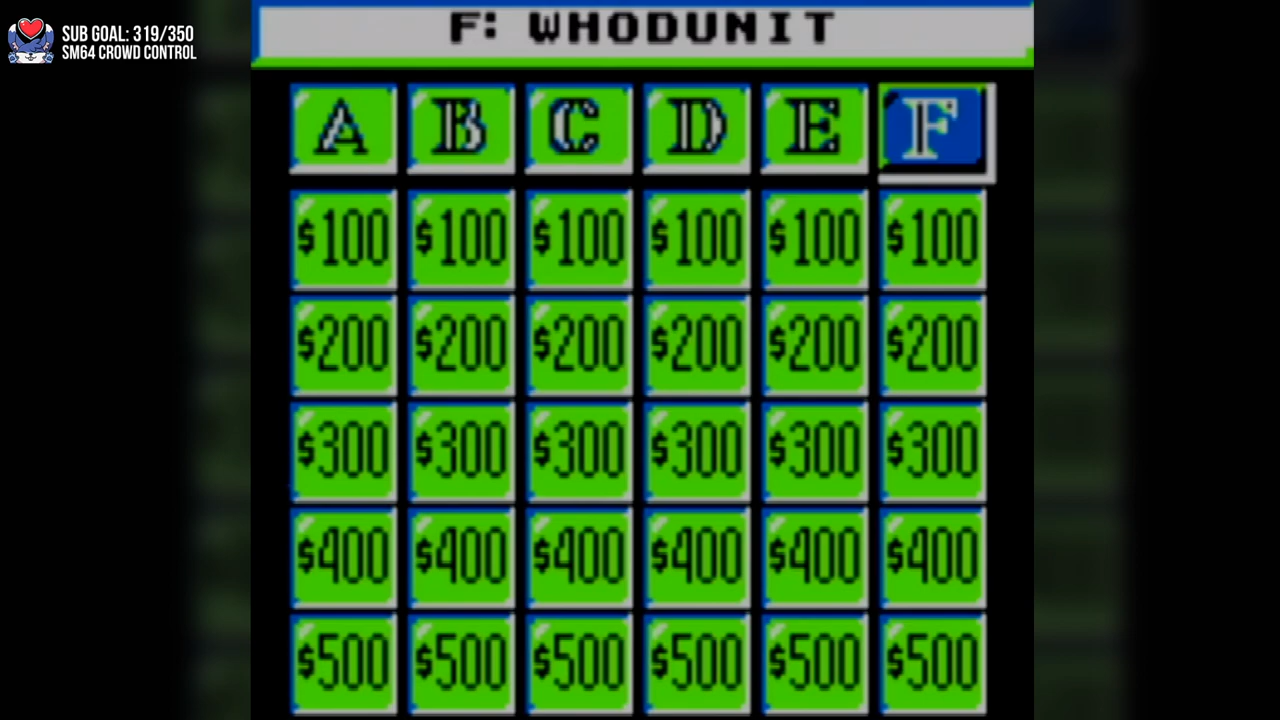 SUB GOAL: 319/350
SM64 CROWD CONTROL
F: WHODUNIT
A B C D E F
$100 $100 $100 $100 $100 $100
$200 $200 $200 $200 $200 $200
$300 $300 $300 $300 $300 $300
$400 $400 $400 $400 $400 $400
$500 $500 $500 $500 $500 $500